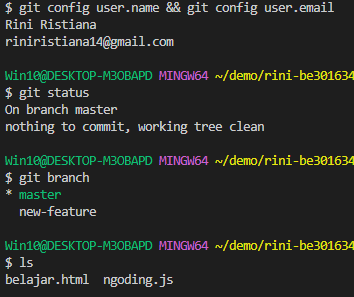 $ git config user.name && git config user.email
Rini Ristiana
riniristiana14@gmail.com
Win10@DESKTOP-M3OBAPD MINGW64 ~/demo/rini-be301634
$ git status
On branch master
nothing to commit, working tree clean
Win10@DESKTOP-M3OBAPD MINGW64 ~/demo/rini-be301634
$ git branch
* master
new-feature
Win10@DESKTOP-M3OBAPD MINGW64 ~/demo/rini-be301634
$ ls
belajar.html  ngoding.js